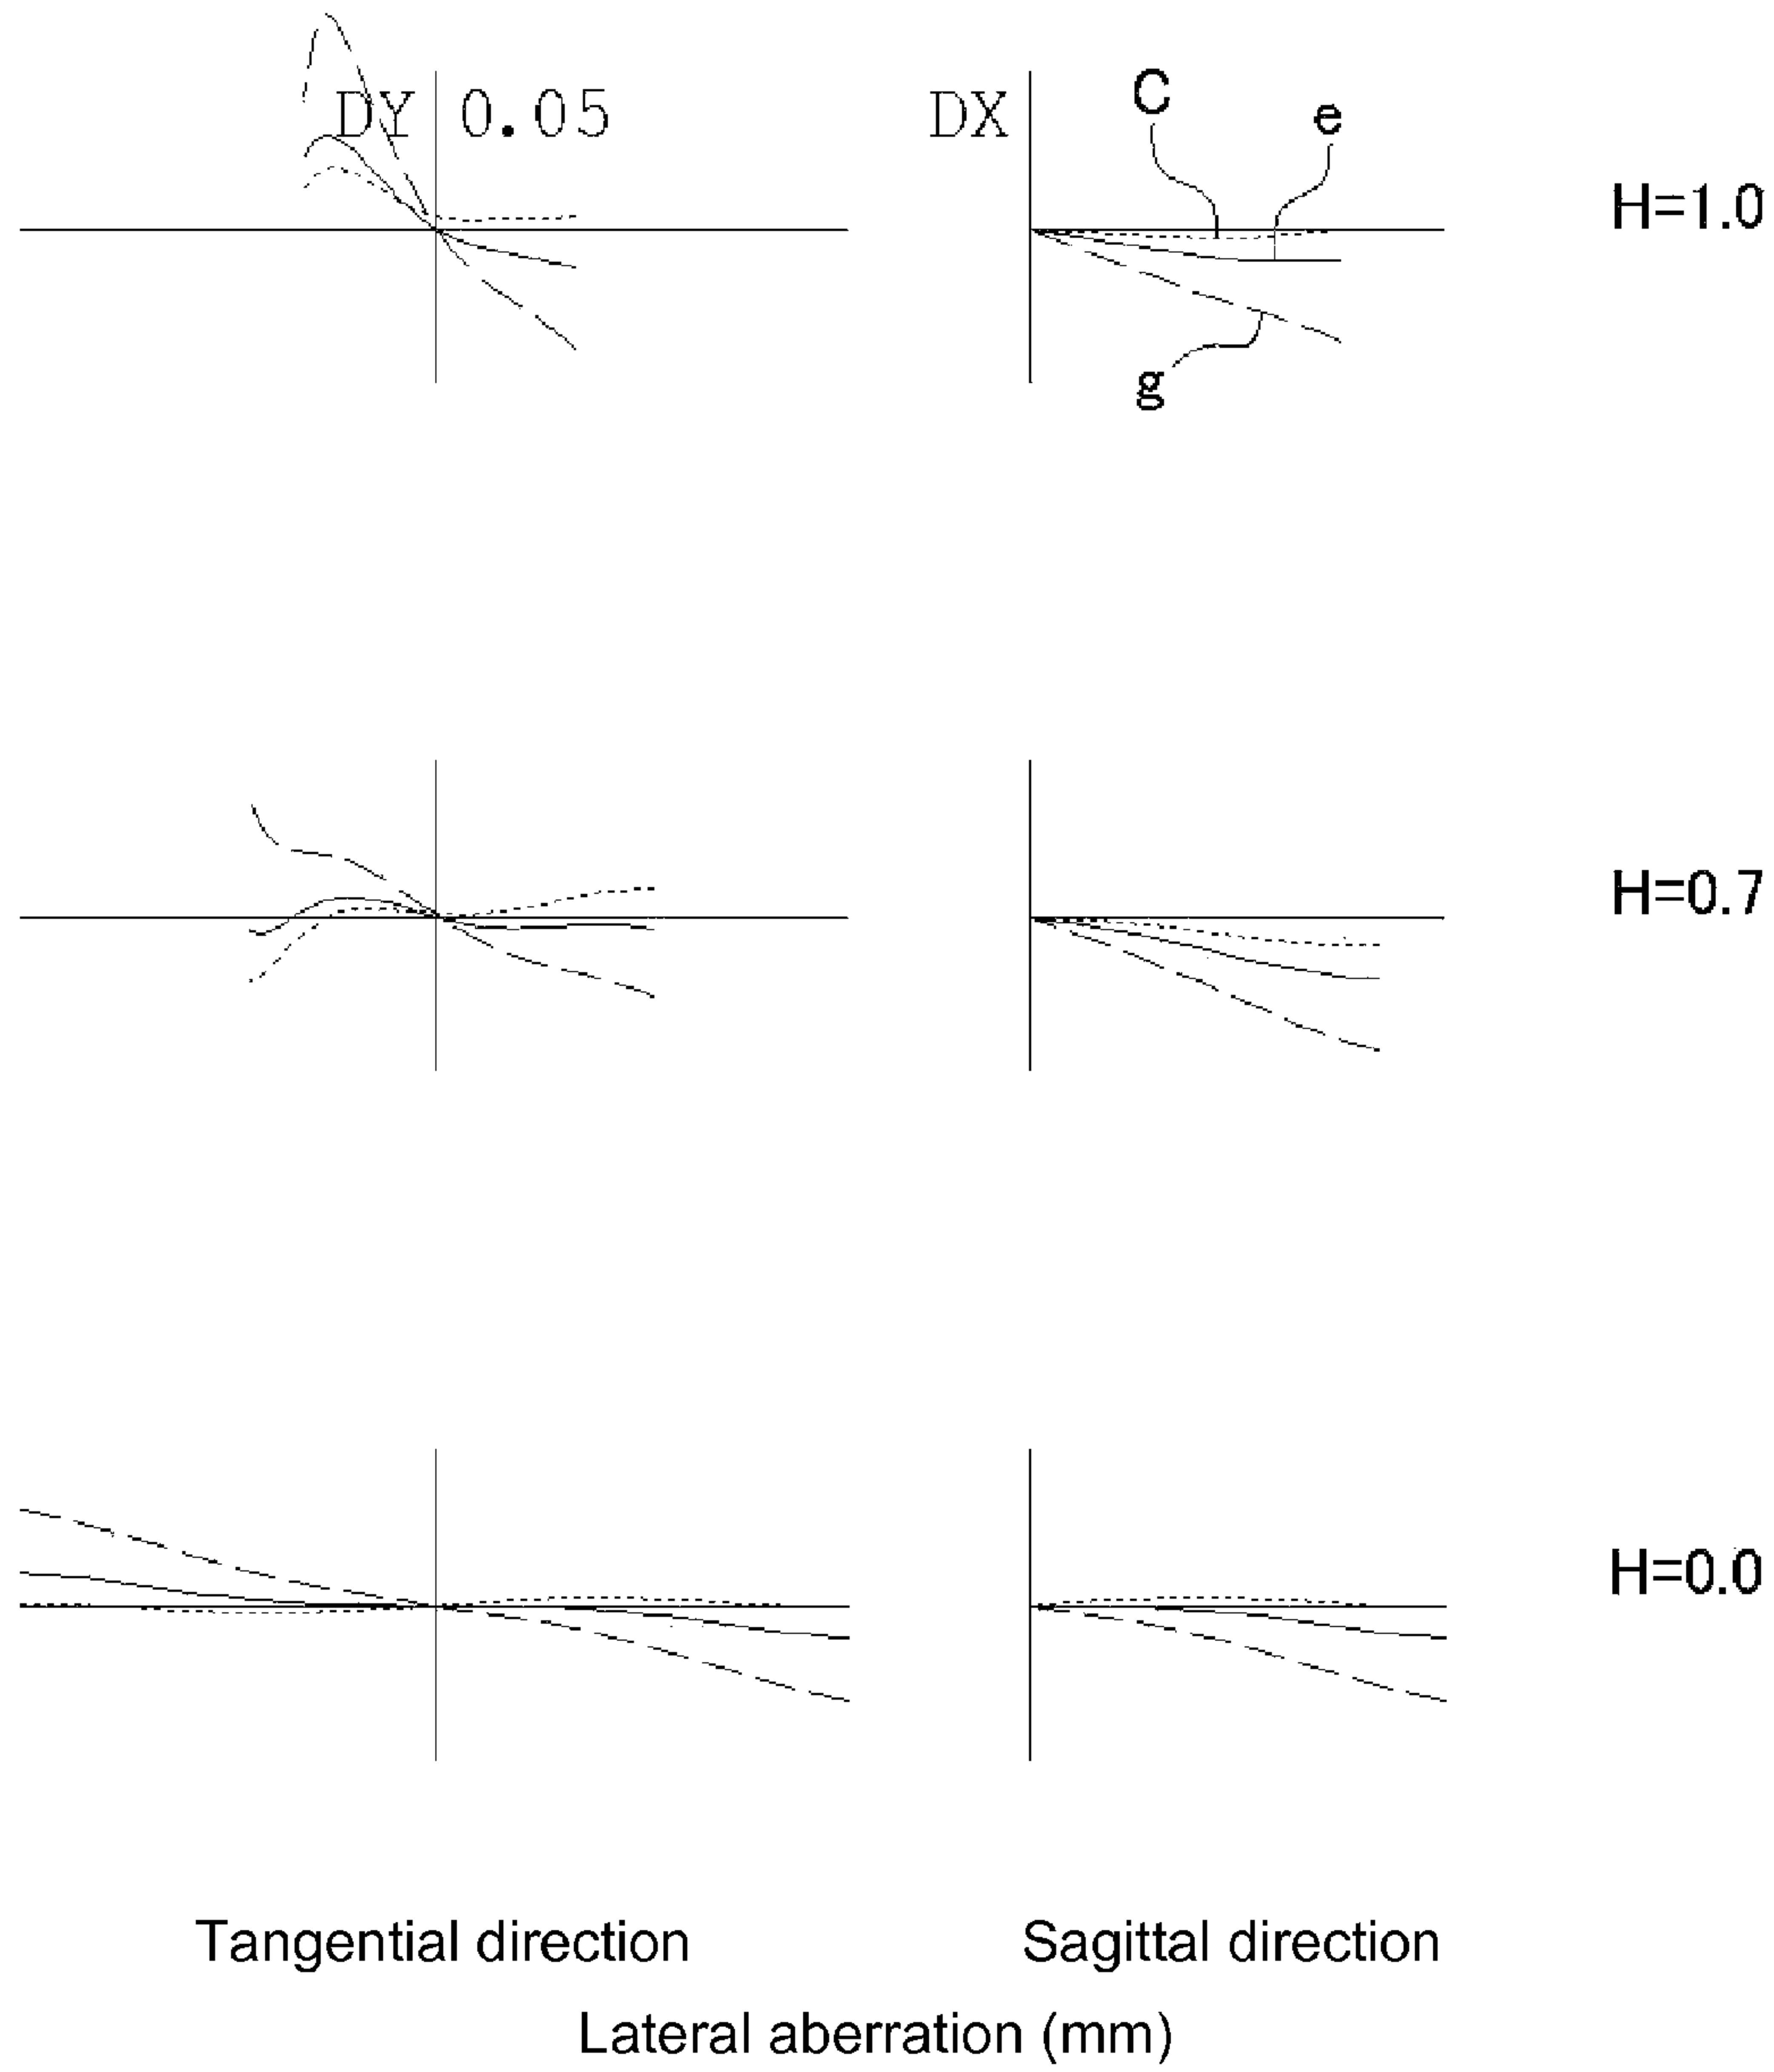 DY 0.05
DX
C
e
H=1.0
g
H=0.7
H=0.0
Tangential direction
Sagittal direction
Lateral aberration (mm)